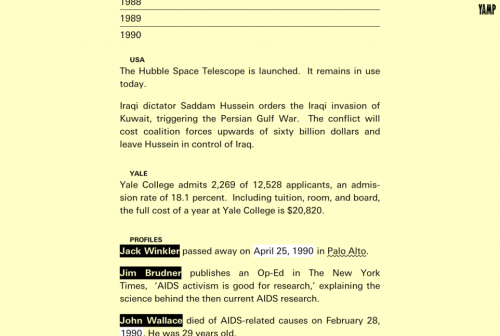 1988
YAMP
1989
1990
USA
The Hubble Space Telescope is launched. It remains in use
today.
Iraqi dictator Saddam Hussein orders the Iraqi invasion of
Kuwait, triggering the Persian Gulf War. The conflict will
cost coalition forces upwards of sixty billion dollars and
leave Hussein in control of Iraq.
YALE
Yale College admits 2,269 of 12,528 applicants, an admis-
sion rate of 18.1 percent. Including tuition, room, and board,
the full cost of a year at Yale College is $20,820.
PROFILES
Jack Winkler passed away on April 25, 1990 in Palo Alto.
Jim Brudner publishes an Op-Ed in The New York
Times, ‘AIDS activism is good for research,’ explaining the
science behind the then current AIDS research.
John Wallace died of AIDS-related causes on February 28,
1990. He was 29 years old.